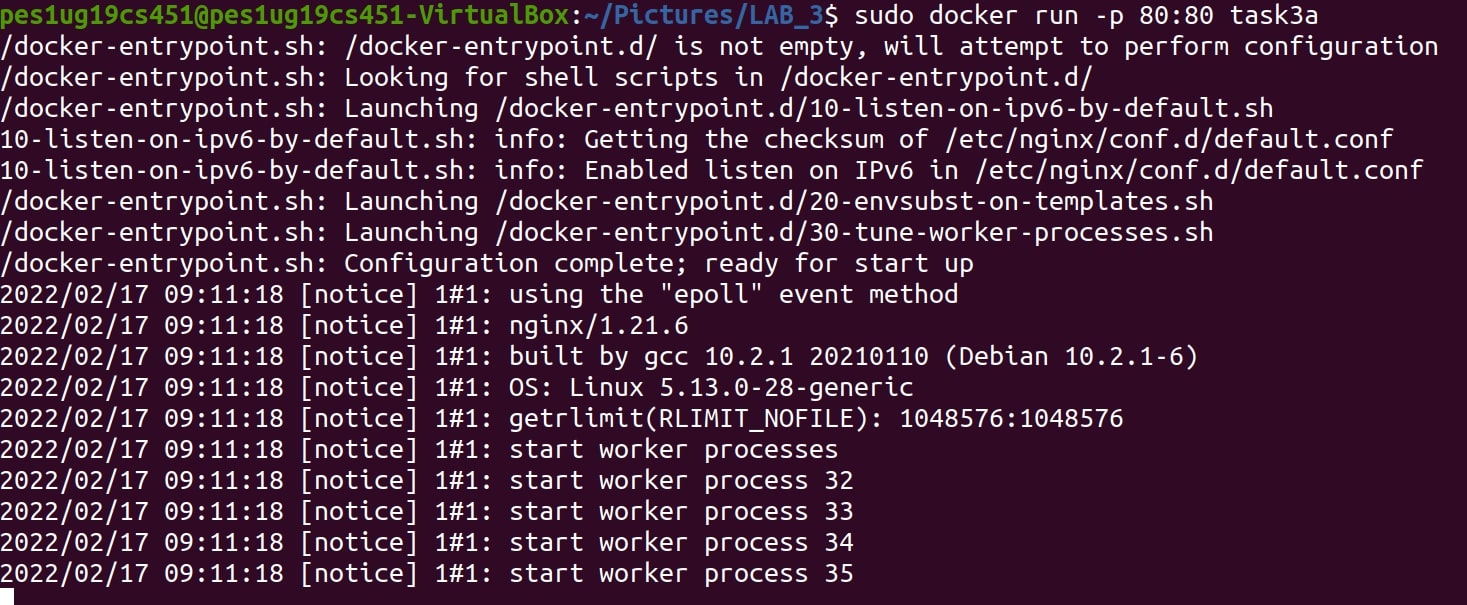 pes1ug19cs451@pes1ug19cs451-VirtualBox:~/Pictures/LAB_3$ sudo docker run -p 80:80 task3a
/docker-entrypoint.sh: /docker-entrypoint.d/ is not empty, will attempt to perform configuration
/docker-entrypoint.sh: Looking for shell scripts in /docker-entrypoint.d/
/docker-entrypoint.sh: Launching /docker-entrypoint.d/10-listen-on-ipv6-by-default.sh
10-listen-on-ipv6-by-default.sh: info: Getting the checksum of /etc/nginx/conf.d/default.conf
10-listen-on-ipv6-by-default.sh: info: Enabled listen on IPv6 in /etc/nginx/conf.d/default.conf
/docker-entrypoint.sh: Launching /docker-entrypoint.d/20-envsubst-on-templates.sh
/docker-entrypoint.sh: Launching /docker-entrypoint.d/30-tune-worker-processes.sh
/docker-entrypoint.sh: Configuration complete; ready for start up
2022/02/17 09:11:18 [notice] 1#1: using the "epoll" event method
2022/02/17 09:11:18 [notice] 1#1: nginx/1.21.6
2022/02/17 09:11:18 [notice] 1#1: built by gcc 10.2.1 20210110 (Debian 10.2.1-6)
2022/02/17 09:11:18 [notice] 1#1: OS: Linux 5.13.0-28-generic
2022/02/17 09:11:18 [notice] 1#1: getrlimit(RLIMIT_NOFILE): 1048576:1048576
2022/02/17 09:11:18 [notice] 1#1: start worker processes
2022/02/17 09:11:18 [notice] 1#1: start worker process 32
2022/02/17 09:11:18 [notice] 1#1: start worker process 33
2022/02/17 09:11:18 [notice] 1#1: start worker process 34
2022/02/17 09:11:18 [notice] 1#1: start worker process 35